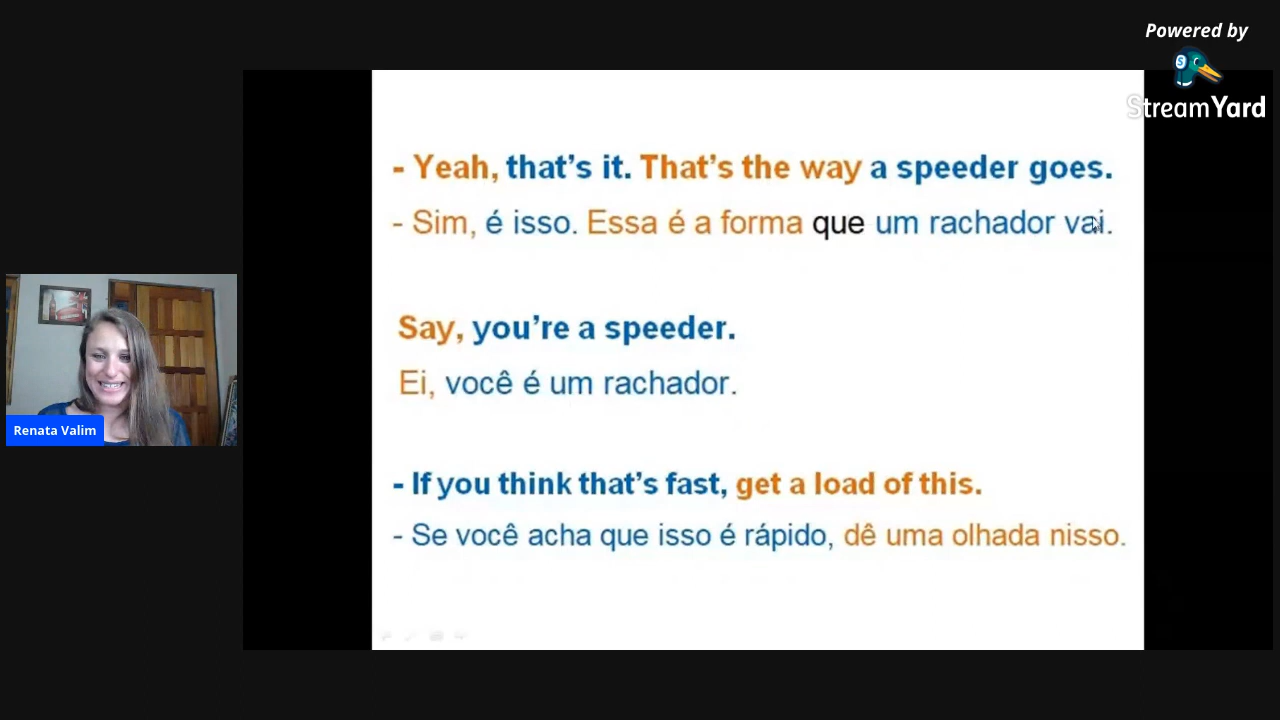 Powered by
StreamYard
- Yeah, that's it. That's the way a speeder goes.
- Sim, é isso. Essa é a forma que um rachador vai.
Say, you're a speeder.
Ei, você é um rachador.
- If you think that's fast, get a load of this.
- Se você acha que isso é rápido, dê uma olhada nisso.
Renata Valim